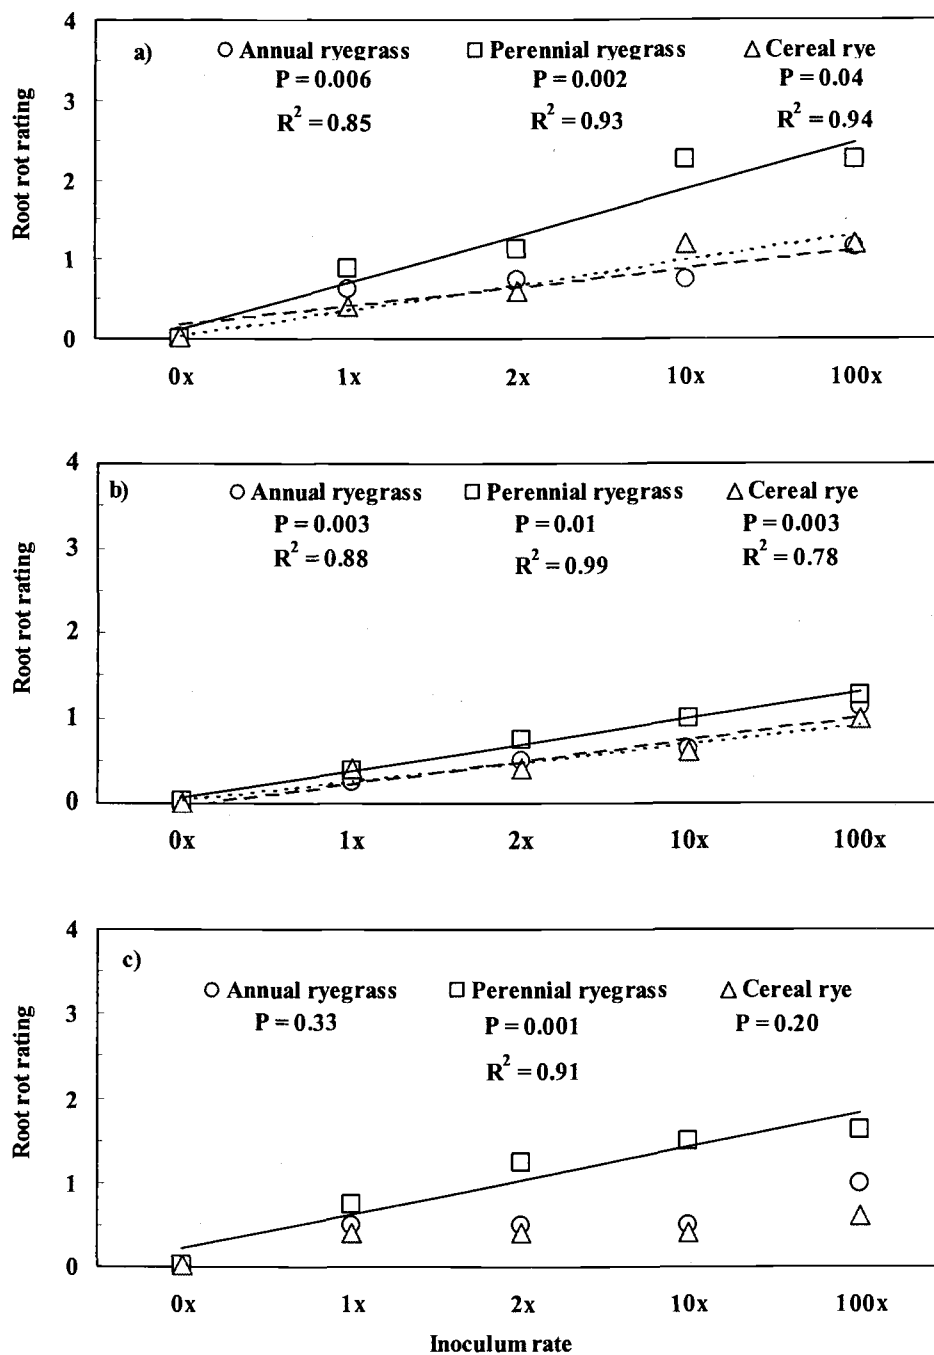 4
a)
Annual ryegrass Perennial ryegrass Cereal rye
P = 0.006 P = 0.002 P = 0.04
3
R² = 0.85 R² = 0.93 R² = 0.94
Root rot rating
2
1
0
0x 1x 2x 10x 100x
4
b)
Annual ryegrass Perennial ryegrass Cereal rye
P = 0.003 P = 0.01 P = 0.003
3
R² = 0.88 R² = 0.99 R² = 0.78
Root rot rating
2
1
0
0x 1x 2x 10x 100x
4
c)
Annual ryegrass Perennial ryegrass Cereal rye
P = 0.33 P = 0.001 P = 0.20
3
R² = 0.91
Root rot rating
2
1
0
0x 1x 2x 10x 100x
Inoculum rate